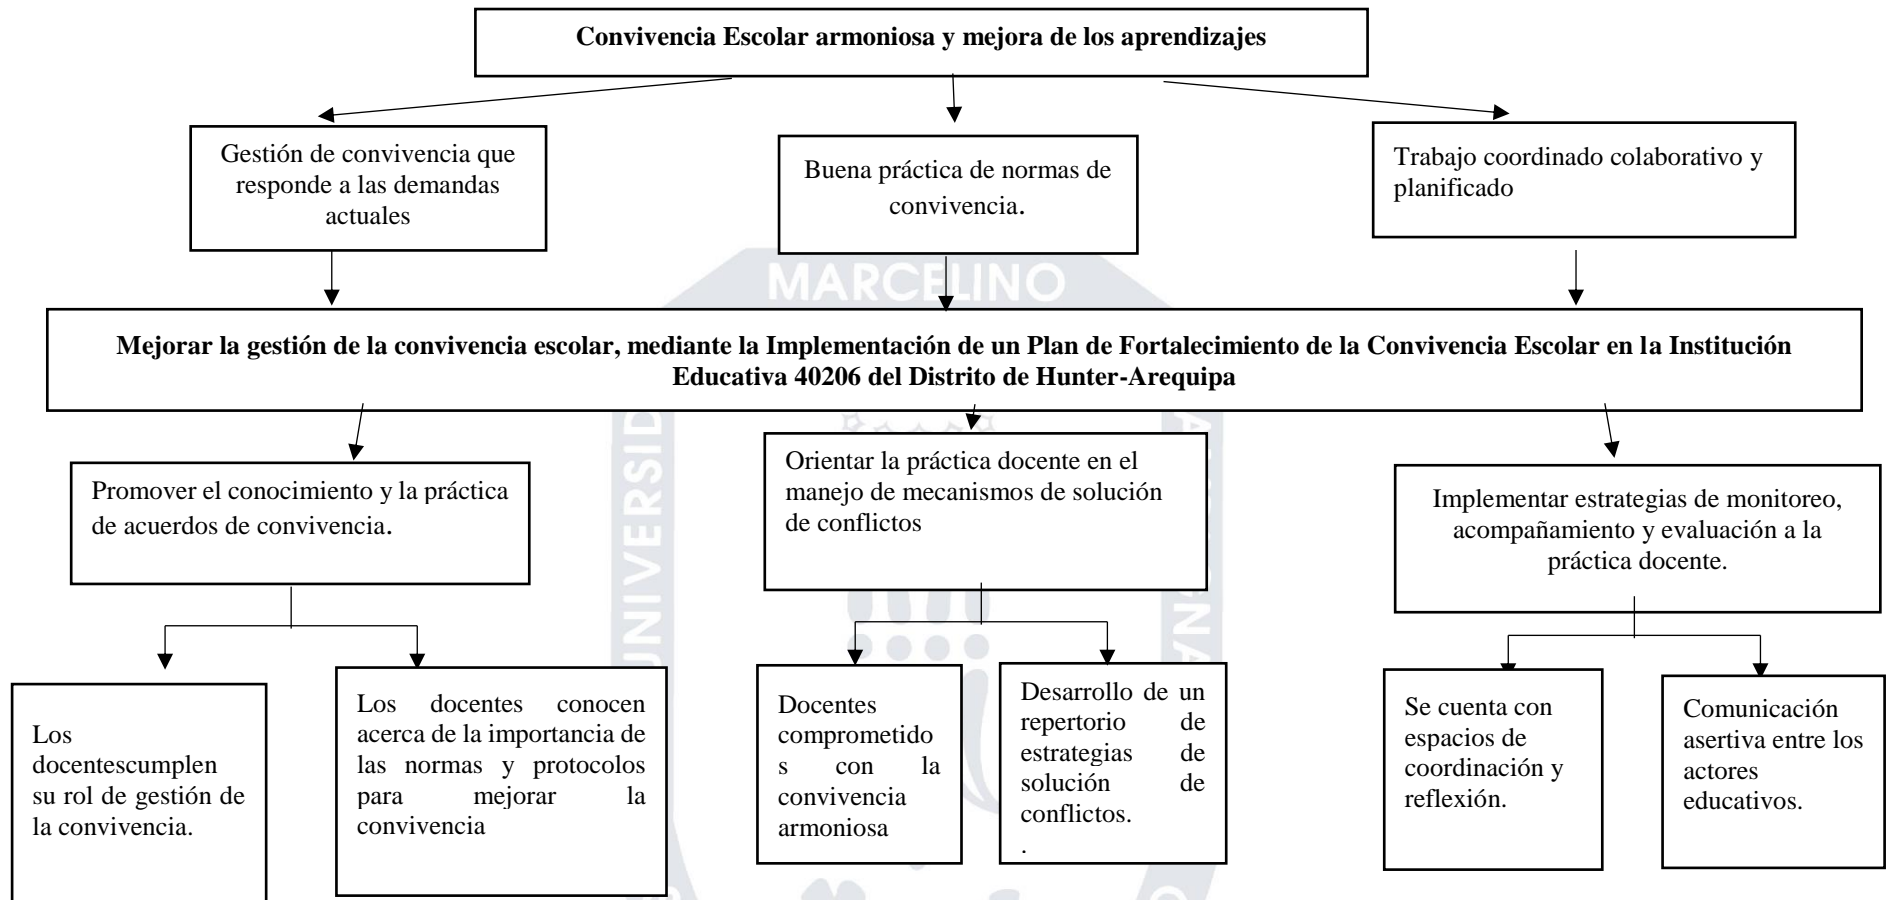 Convivencia Escolar armoniosa y mejora de los aprendizajes
Gestión de convivencia que
responde a las demandas
actuales
Buena práctica de normas de
convivencia.
Trabajo coordinado colaborativo y
planificado
MARCELINO
Mejorar la gestión de la convivencia escolar, mediante la Implementación de un Plan de Fortalecimiento de la Convivencia Escolar en la Institución
Educativa 40206 del Distrito de Hunter-Arequipa
UNIVERSID
Promover el conocimiento y la práctica
de acuerdos de convivencia.
Orientar la práctica docente en el
manejo de mecanismos de solución
de conflictos
Implementar estrategias de monitoreo,
acompañamiento y evaluación a la
práctica docente.
Los
docentescumplen
su rol de gestión de
la convivencia.
Los docentes conocen
acerca de la importancia de
las normas y protocolos
para mejorar la
convivencia
Docentes
comprometido
s con la
convivencia
armoniosa
Desarrollo de un
repertorio de
estrategias de
solución de
conflictos.
.
Se cuenta con
espacios de
coordinación y
reflexión.
Comunicación
asertiva entre los
actores
educativos.